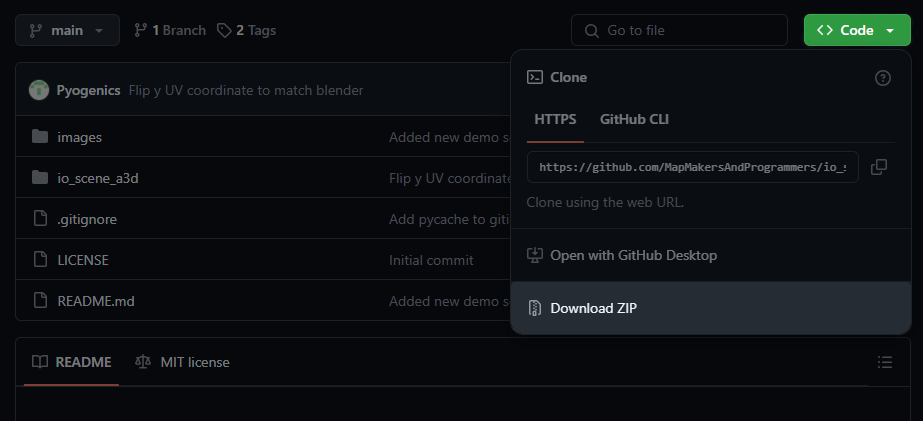 main 1 Branch 2 Tags Go to file Code
Clone
Pyogenics Flip y UV coordinate to match blender
HTTPS GitHub CLI
images Added new demo s
https://github.com/MapMakersAndProgrammers/io_s
io_scene_a3d Flip y UV coordinate
Clone using the web URL.
.gitignore Add pycache to giti
Open with GitHub Desktop
LICENSE Initial commit
README.md Added new demo s
Download ZIP
README MIT license